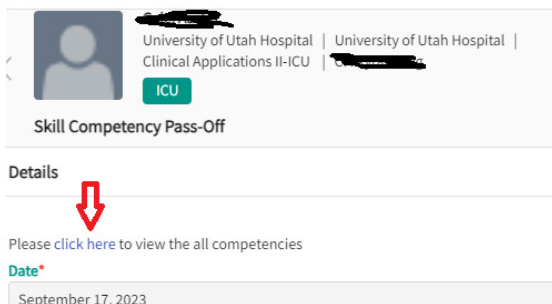 University of Utah Hospital | University of Utah Hospital |
Clinical Applications II-ICU |
ICU
Skill Competency Pass-Off
Details
Please click here to view the all competencies
Date*
September 17, 2023